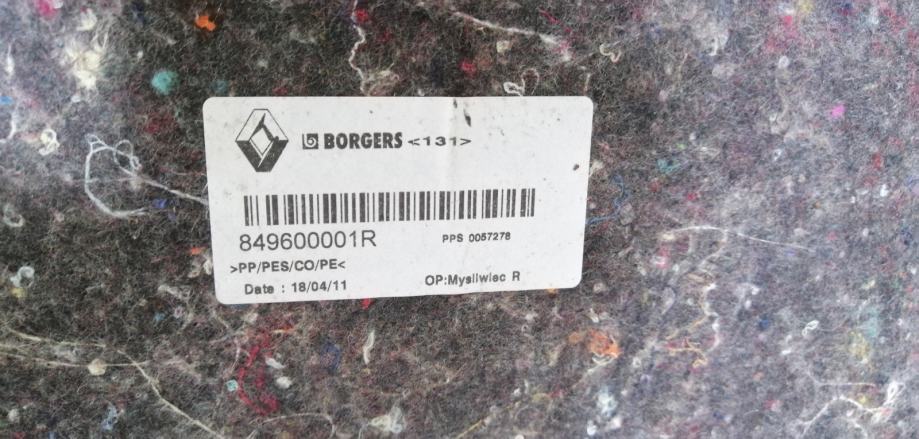 BORGERS <131>
849600001R
PPS 0057278
>PP/PES/CO/PE<
Date : 18/04/11
OP:Mysliwiec R